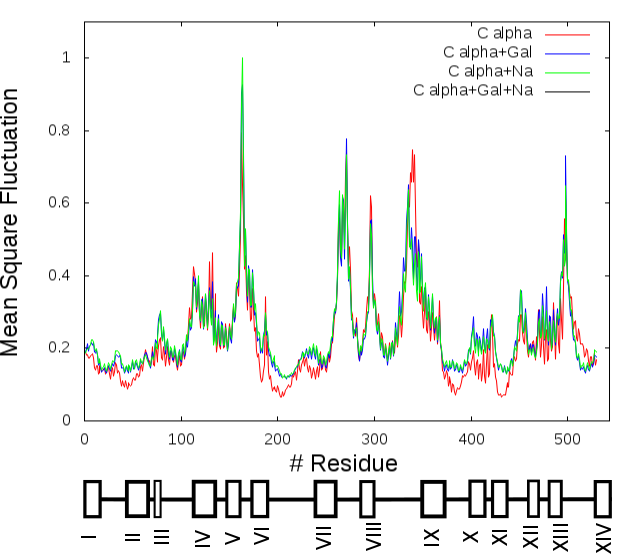 C alpha
C alpha+Gal
C alpha+Na
C alpha+Gal+Na
Mean Square Fluctuation
1
0.8
0.6
0.4
0.2
0
0 100 200 300 400 500
# Residue
I II III IV V VI VII VIII IX X XI XII XIII XIV